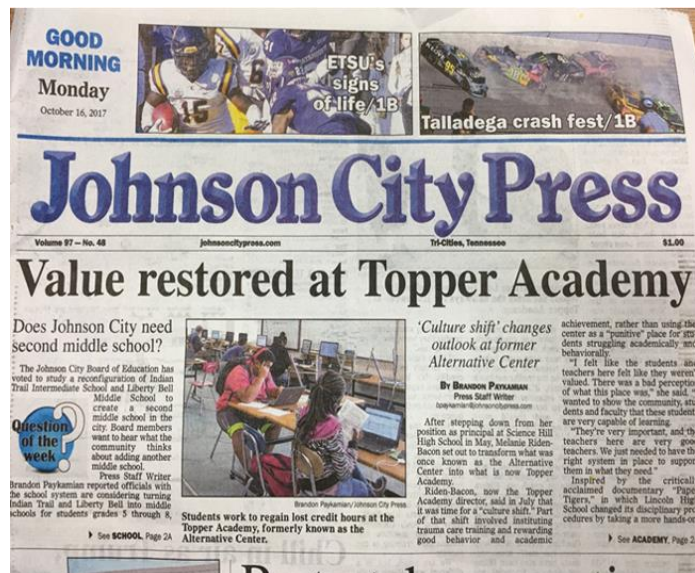 GOOD
MORNING
Monday
October 16, 2017
ETSU's
signs
of life/1B
Talladega crash fest/1B
Johnson City Press
Volume 97 – No. 48
johnsoncitypress.com
Tri-Cities, Tennessee
$1.00
Value restored at Topper Academy
Does Johnson City need
second middle school?
The Johnson City Board of Education has
voted to study a reconfiguration of Indian
Trail Intermediate School and Liberty Bell
Middle School to
create a second
middle school in the
city. Board members
want to hear what the
community thinks
about adding another
middle school.
Question
of the
week
Press Staff Writer
Brandon Paykamian reported officials with
the school system are considering turning
Indian Trail and Liberty Bell into middle
schools for students grades 5 through 8,
See SCHOOL, Page 2A
Brandon Paykamian/Johnson City Press
Students work to regain lost credit hours at the
Topper Academy, formerly known as the
Alternative Center.
'Culture shift' changes
outlook at former
Alternative Center
BY BRANDON PAYKAMIAN
Press Staff Writer
bpaykamian@johnsoncitypress.com
After stepping down from her
position as principal at Science Hill
High School in May, Melanie Riden-
Bacon set out to transform what was
once known as the Alternative
Center into what is now Topper
Academy.
Riden-Bacon, now the Topper
Academy director, said in July that
it was time for a "culture shift." Part
of that shift involved instituting
trauma care training and rewarding
good behavior and academic
achievement, rather than using the
center as a "punitive" place for stu
dents struggling academically and
behaviorally.
"I felt like the students and
teachers here felt like they weren
valued. There was a bad perceptio
of what this place was," she said. "
wanted to show the community, stu
dents and faculty that these student
are very capable of learning.
"They're very important, and th
teachers here are very goo
teachers. We just needed to have th
right system in place to suppor
them in what they need."
Inspired by the critically
acclaimed documentary "Pape
Tigers," in which Lincoln Hi
School changed its disciplinary pro
cedures by taking a more hands-o
See ACADEMY, Page 2